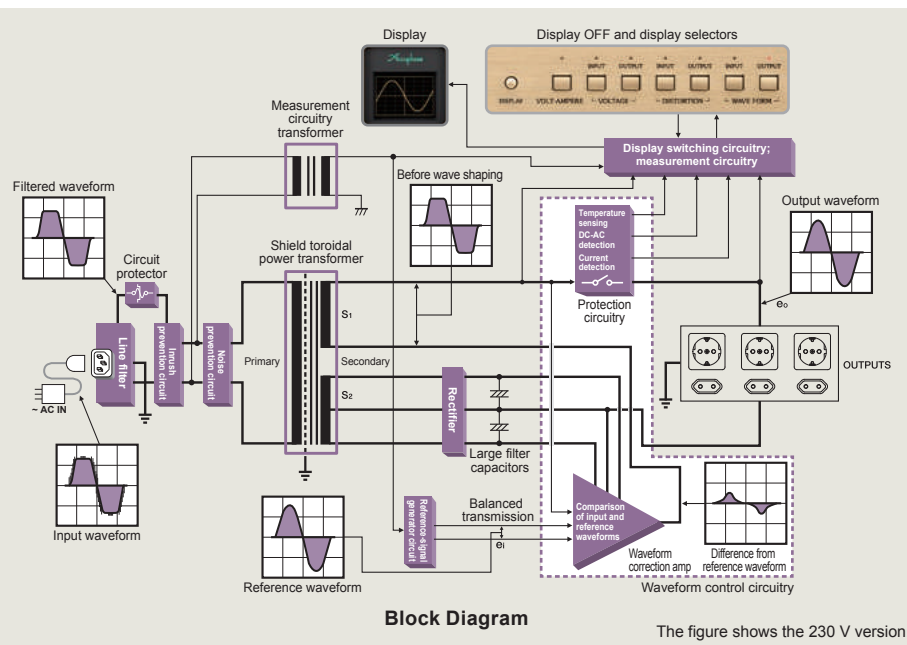 Display
Display OFF and display selectors
Accuphase
INPUT
OUTPUT
INPUT
OUTPUT
INPUT
OUTPUT
DISPLAY
VOLT-AMPERE
VOLTAGE
DISTORTION
WAVE FORM
Measurement
circuitry
transformer
Display switching circuitry;
measurement circuitry
Filtered waveform
Before wave shaping
Output waveform
Temperature
sensing
DC-AC
detection
Current
detection
Circuit
protector
Shield toroidal
power transformer
Protection
circuitry
eo
S1
Line filter
Inrush
prevention circuit
Noise
prevention circuit
Primary
Secondary
OUTPUTS
S2
Rectifier
~ AC IN
Large filter
capacitors
Input waveform
Reference-signal
generator circuit
Balanced
transmission
ei
Comparison
of input and
reference
waveforms
Waveform
correction amp
Difference from
reference waveform
Reference waveform
Waveform control circuitry
Block Diagram
The figure shows the 230 V version